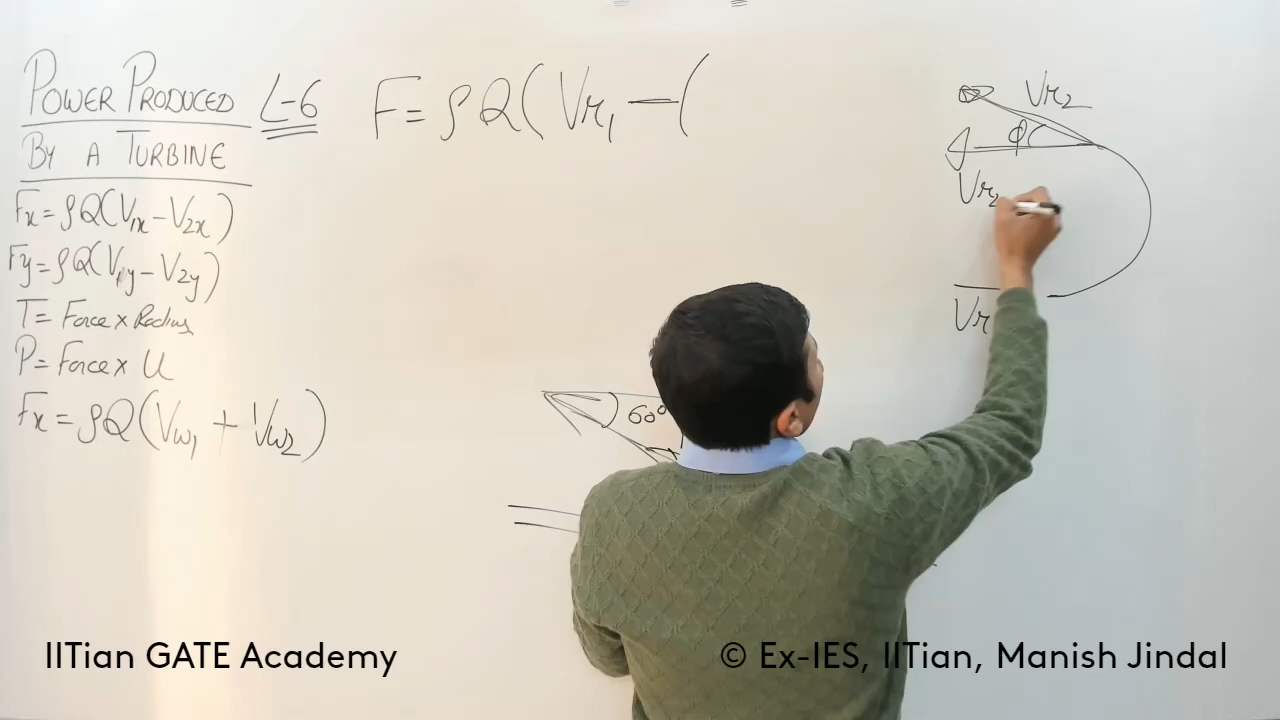 POWER PRODUCED L-6
BY A TURBINE
Fx = ρQ(V1x - V2x)
Fy = ρQ(V1y - V2y)
T = Force x Radius
P = Force x U
Fx = ρQ(Vw1 + Vw2)
F = ρQ(Vr1 - (
Vr2
φ
Vr2
Vr
60°
IITian GATE Academy
© Ex-IES, IITian, Manish Jindal